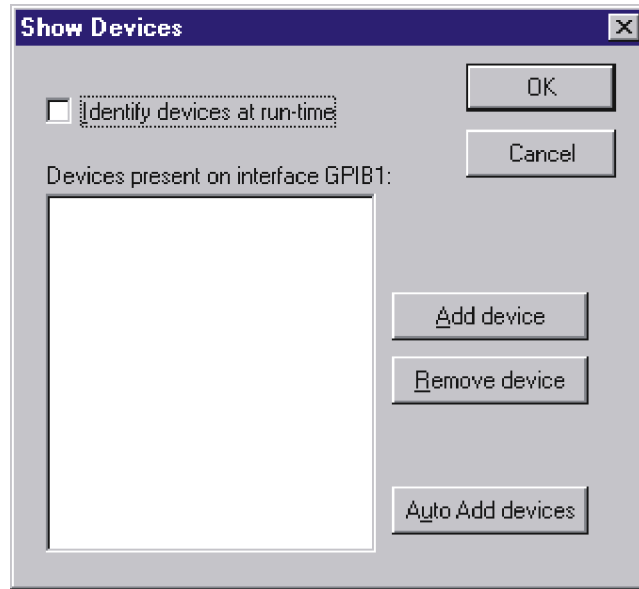 Show Devices
Identify devices at run-time
OK
Cancel
Devices present on interface GPIB1:
Add device
Remove device
Auto Add devices